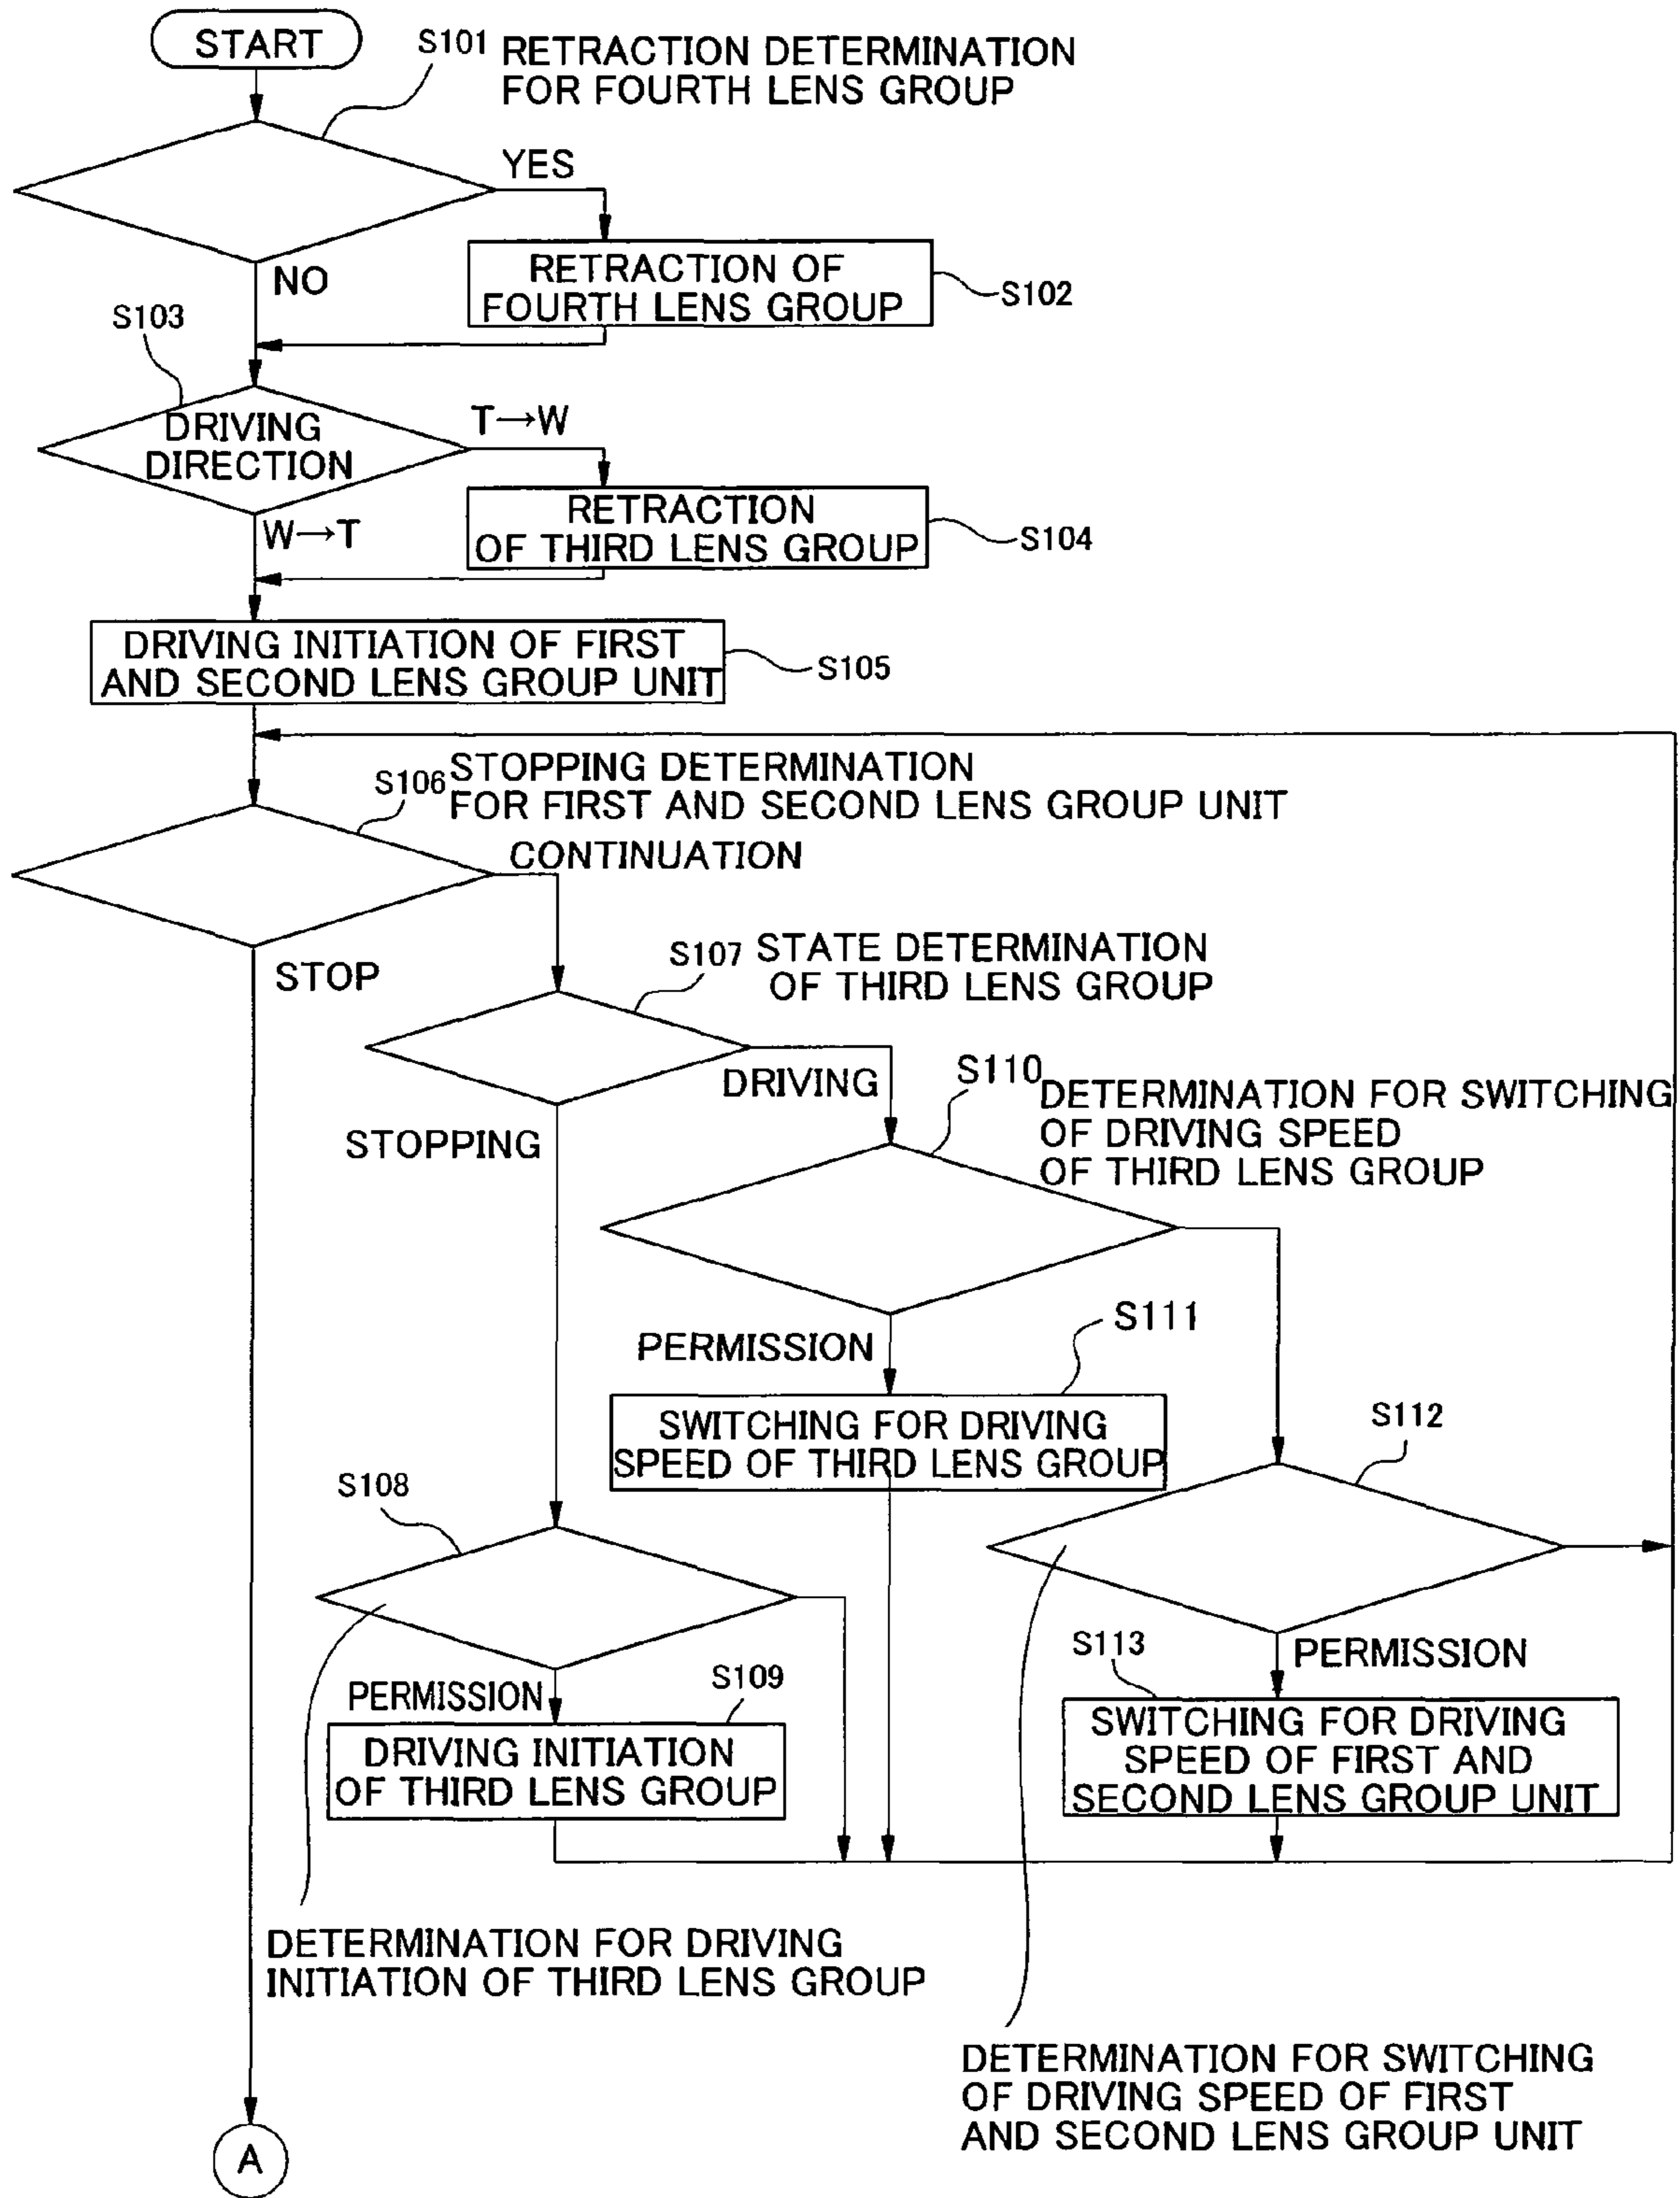 START
S101
RETRACTION DETERMINATION
FOR FOURTH LENS GROUP
YES
NO
RETRACTION OF
FOURTH LENS GROUP
S102
S103
DRIVING
DIRECTION
T→W
W→T
RETRACTION
OF THIRD LENS GROUP
S104
DRIVING INITIATION OF FIRST
AND SECOND LENS GROUP UNIT
S105
S106
STOPPING DETERMINATION
FOR FIRST AND SECOND LENS GROUP UNIT
CONTINUATION
STOP
S107
STATE DETERMINATION
OF THIRD LENS GROUP
DRIVING
STOPPING
S110
DETERMINATION FOR SWITCHING
OF DRIVING SPEED
OF THIRD LENS GROUP
PERMISSION
S111
SWITCHING FOR DRIVING
SPEED OF THIRD LENS GROUP
S112
S108
PERMISSION
S109
DRIVING INITIATION
OF THIRD LENS GROUP
S113
PERMISSION
SWITCHING FOR DRIVING
SPEED OF FIRST AND
SECOND LENS GROUP UNIT
DETERMINATION FOR DRIVING
INITIATION OF THIRD LENS GROUP
DETERMINATION FOR SWITCHING
OF DRIVING SPEED OF FIRST
AND SECOND LENS GROUP UNIT
A